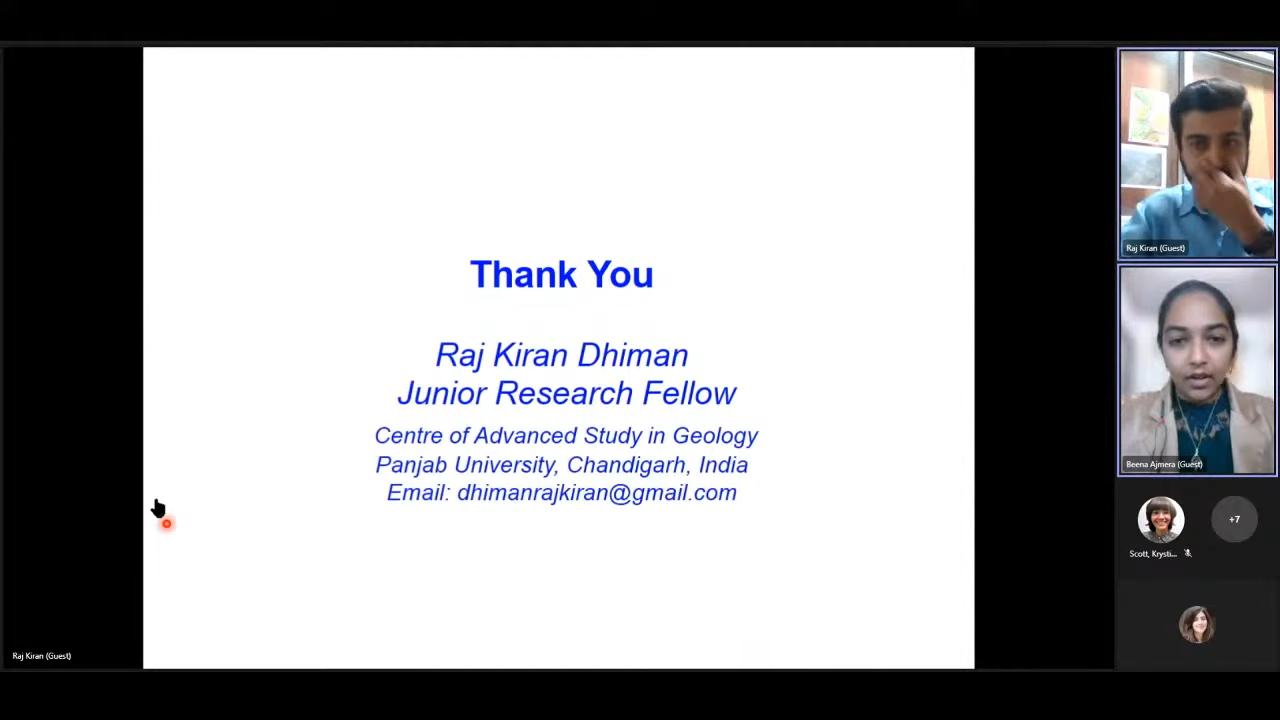 Thank You
Raj Kiran Dhiman
Junior Research Fellow
Centre of Advanced Study in Geology
Panjab University, Chandigarh, India
Email: dhimanrajkiran@gmail.com
Raj Kiran (Guest)
Raj Kiran (Guest)
Beena Ajmera (Guest)
Scott, Krysti...
+7